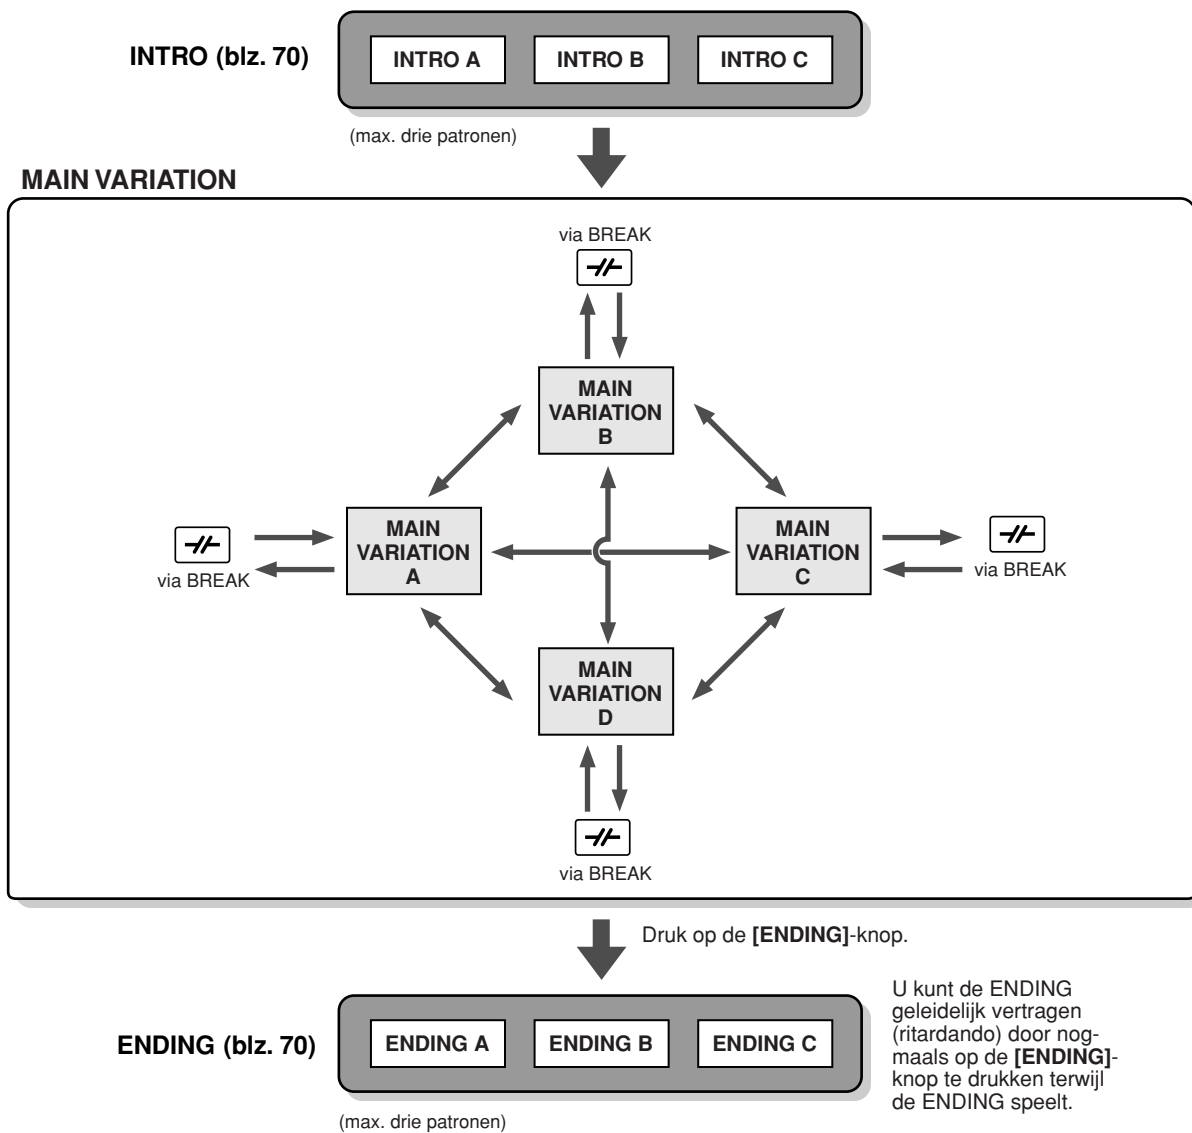 INTRO (blz. 70)
INTRO A
INTRO B
INTRO C
(max. drie patronen)
MAIN VARIATION
via BREAK
MAIN
VARIATION
B
MAIN
VARIATION
A
via BREAK
MAIN
VARIATION
C
via BREAK
MAIN
VARIATION
D
via BREAK
Druk op de [ENDING]-knop.
ENDING (blz. 70)
ENDING A
ENDING B
ENDING C
(max. drie patronen)
U kunt de ENDING
geleidelijk vertragen
(ritardando) door nog-
maals op de [ENDING]-
knop te drukken terwijl
de ENDING speelt.